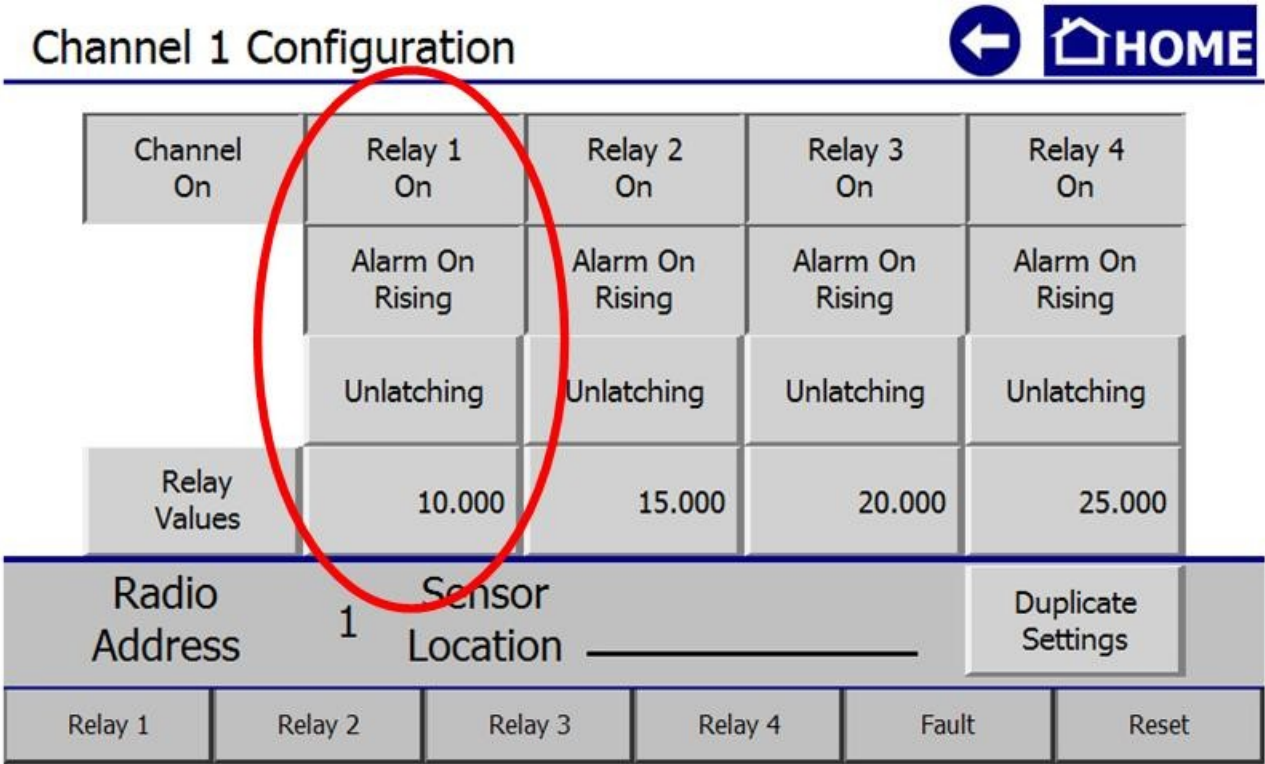 Channel 1 Configuration
HOME
Channel
On
Relay 1
On
Relay 2
On
Relay 3
On
Relay 4
On
Alarm On
Rising
Alarm On
Rising
Alarm On
Rising
Alarm On
Rising
Unlatching
Unlatching
Unlatching
Unlatching
Relay
Values
10.000
15.000
20.000
25.000
Radio
Address
1
Sensor
Location
Duplicate
Settings
Relay 1
Relay 2
Relay 3
Relay 4
Fault
Reset